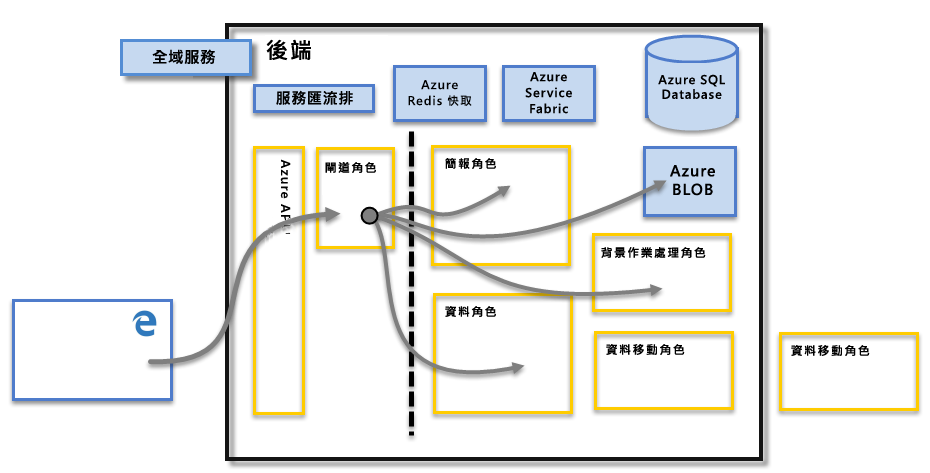 全域服務
後端
服務匯流排
Azure
Redis 快取
Azure
Service
Fabric
Azure SQL
Database
Azure
閘道角色
簡報角色
Azure
BLOB
背景作業處理角色
資料角色
資料移動角色
資料移動角色